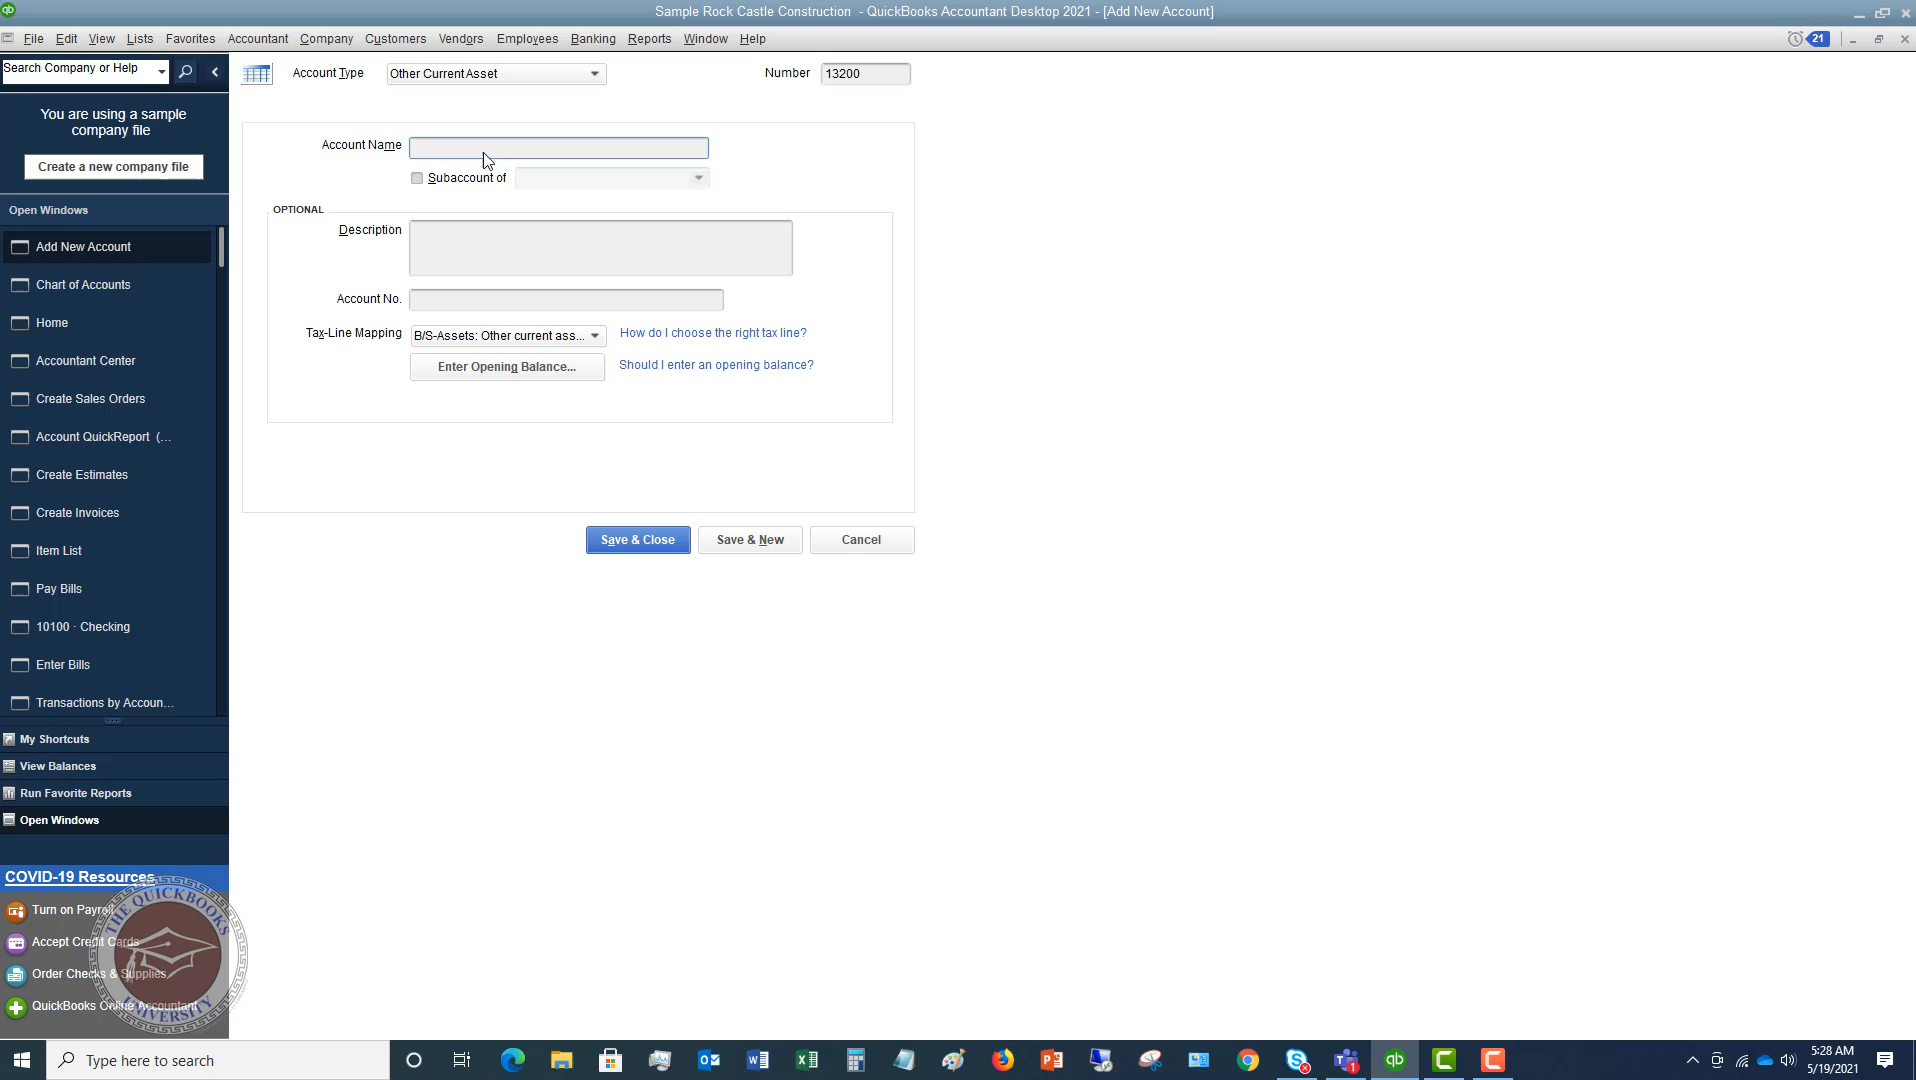 Sample Rock Castle Construction - QuickBooks Accountant Desktop 2021 - [Add New Account]
File Edit View Lists Favorites Accountant Company Customers Vendors Employees Banking Reports Window Help
21
Search Company or Help
You are using a sample
company file
Create a new company file
Open Windows
Add New Account
Chart of Accounts
Home
Accountant Center
Create Sales Orders
Account QuickReport (...
Create Estimates
Create Invoices
Item List
Pay Bills
10100 · Checking
Enter Bills
Transactions by Accoun...
My Shortcuts
View Balances
Run Favorite Reports
Open Windows
COVID-19 Resources
Turn on Payroll
Accept Credit Cards
Order Checks & Supplies
QuickBooks Online Accountant
THE QUICKBOOKS
UNIVERSITY
Account Type Other Current Asset Number 13200
Account Name
Subaccount of
OPTIONAL
Description
Account No.
Tax-Line Mapping B/S-Assets: Other current ass... How do I choose the right tax line?
Enter Opening Balance... Should I enter an opening balance?
Save & Close Save & New Cancel
Type here to search
1
5:28 AM
5/19/2021